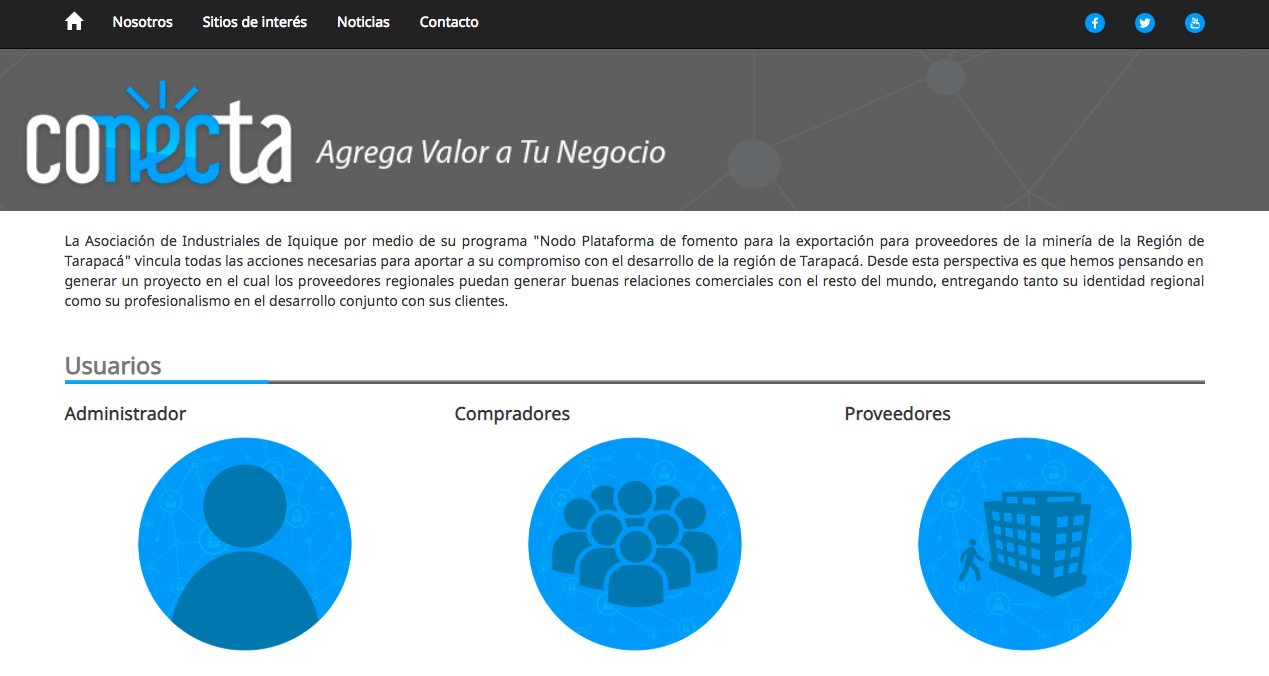 Nosotros Sitios de interés Noticias Contacto
conecta Agrega Valor a Tu Negocio
La Asociación de Industriales de Iquique por medio de su programa "Nodo Plataforma de fomento para la exportación para proveedores de la minería de la Región de
Tarapacá" vincula todas las acciones necesarias para aportar a su compromiso con el desarrollo de la región de Tarapacá. Desde esta perspectiva es que hemos pensando en
generar un proyecto en el cual los proveedores regionales puedan generar buenas relaciones comerciales con el resto del mundo, entregando tanto su identidad regional
como su profesionalismo en el desarrollo conjunto con sus clientes.
Usuarios
Administrador Compradores Proveedores